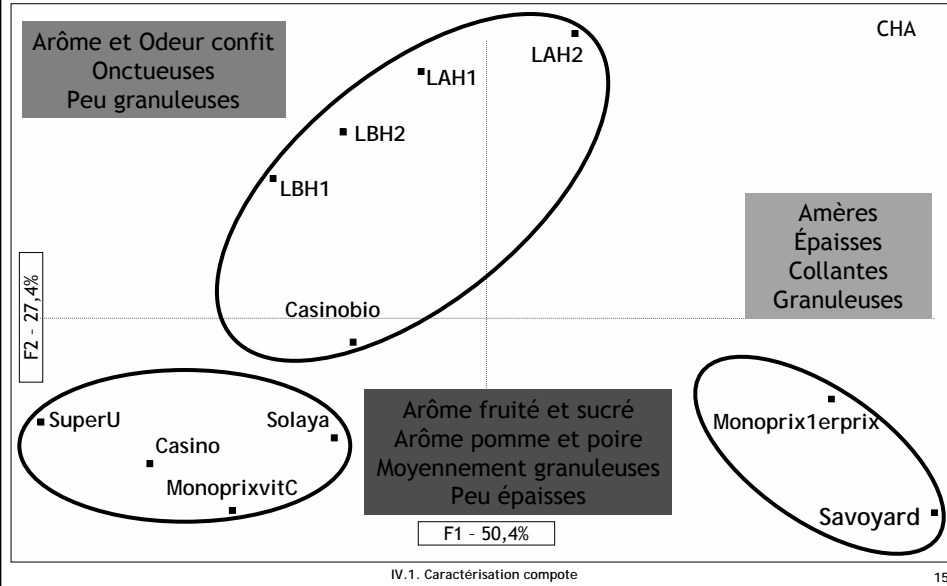 Arôme et Odeur confit
Onctueuses
Peu granuleuses
CHA
LAH2
LAH1
LBH2
LBH1
Amères
Épaisses
Collantes
Granuleuses
F2 - 27,4%
Casinobio
SuperU
Solaya
Casino
MonoprixvitC
Arôme fruité et sucré
Arôme pomme et poire
Moyennement granuleuses
Peu épaisses
Monoprix1erprix
Savoyard
F1 - 50,4%
IV.1. Caractérisation compote
15